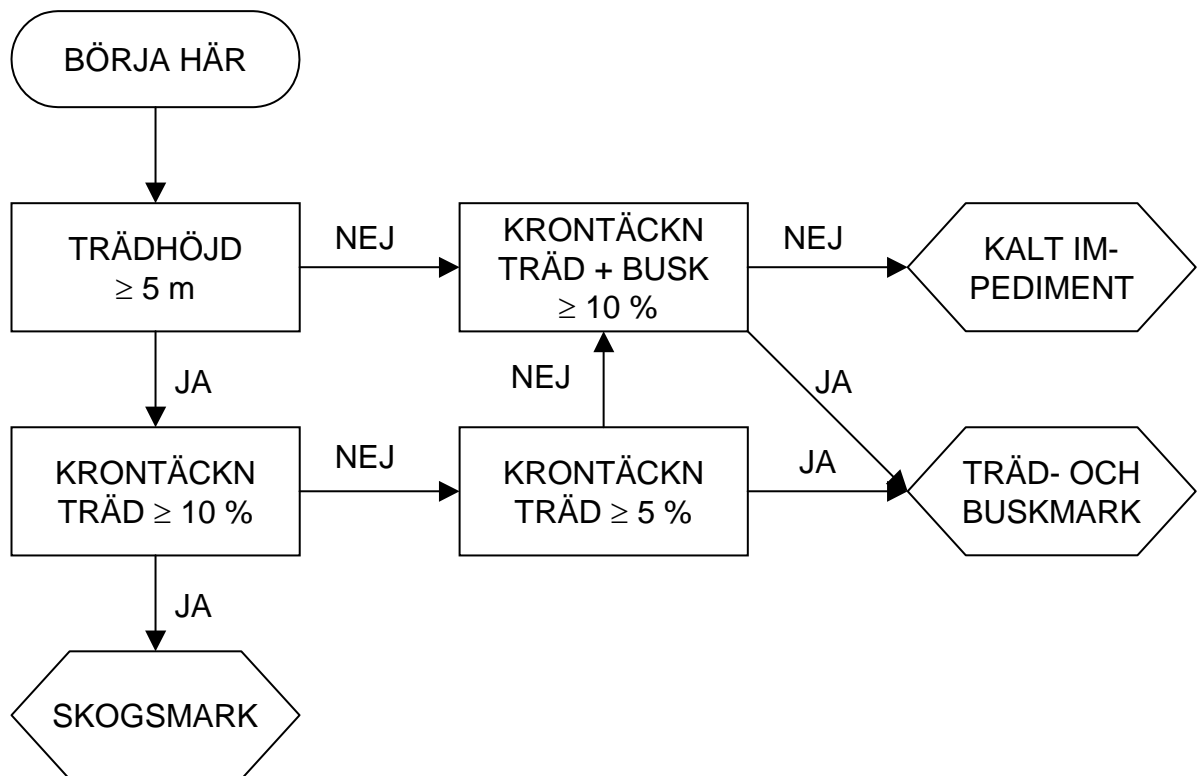 BÖRJA HÄR
TRÄDHÖJD
≥ 5 m
NEJ
KRONTÄCKN
TRÄD + BUSK
≥ 10 %
NEJ
KALT IM-
PEDIMENT
JA
NEJ
JA
KRONTÄCKN
TRÄD ≥ 10 %
NEJ
KRONTÄCKN
TRÄD ≥ 5 %
JA
TRÄD- OCH
BUSKMARK
JA
SKOGSMARK